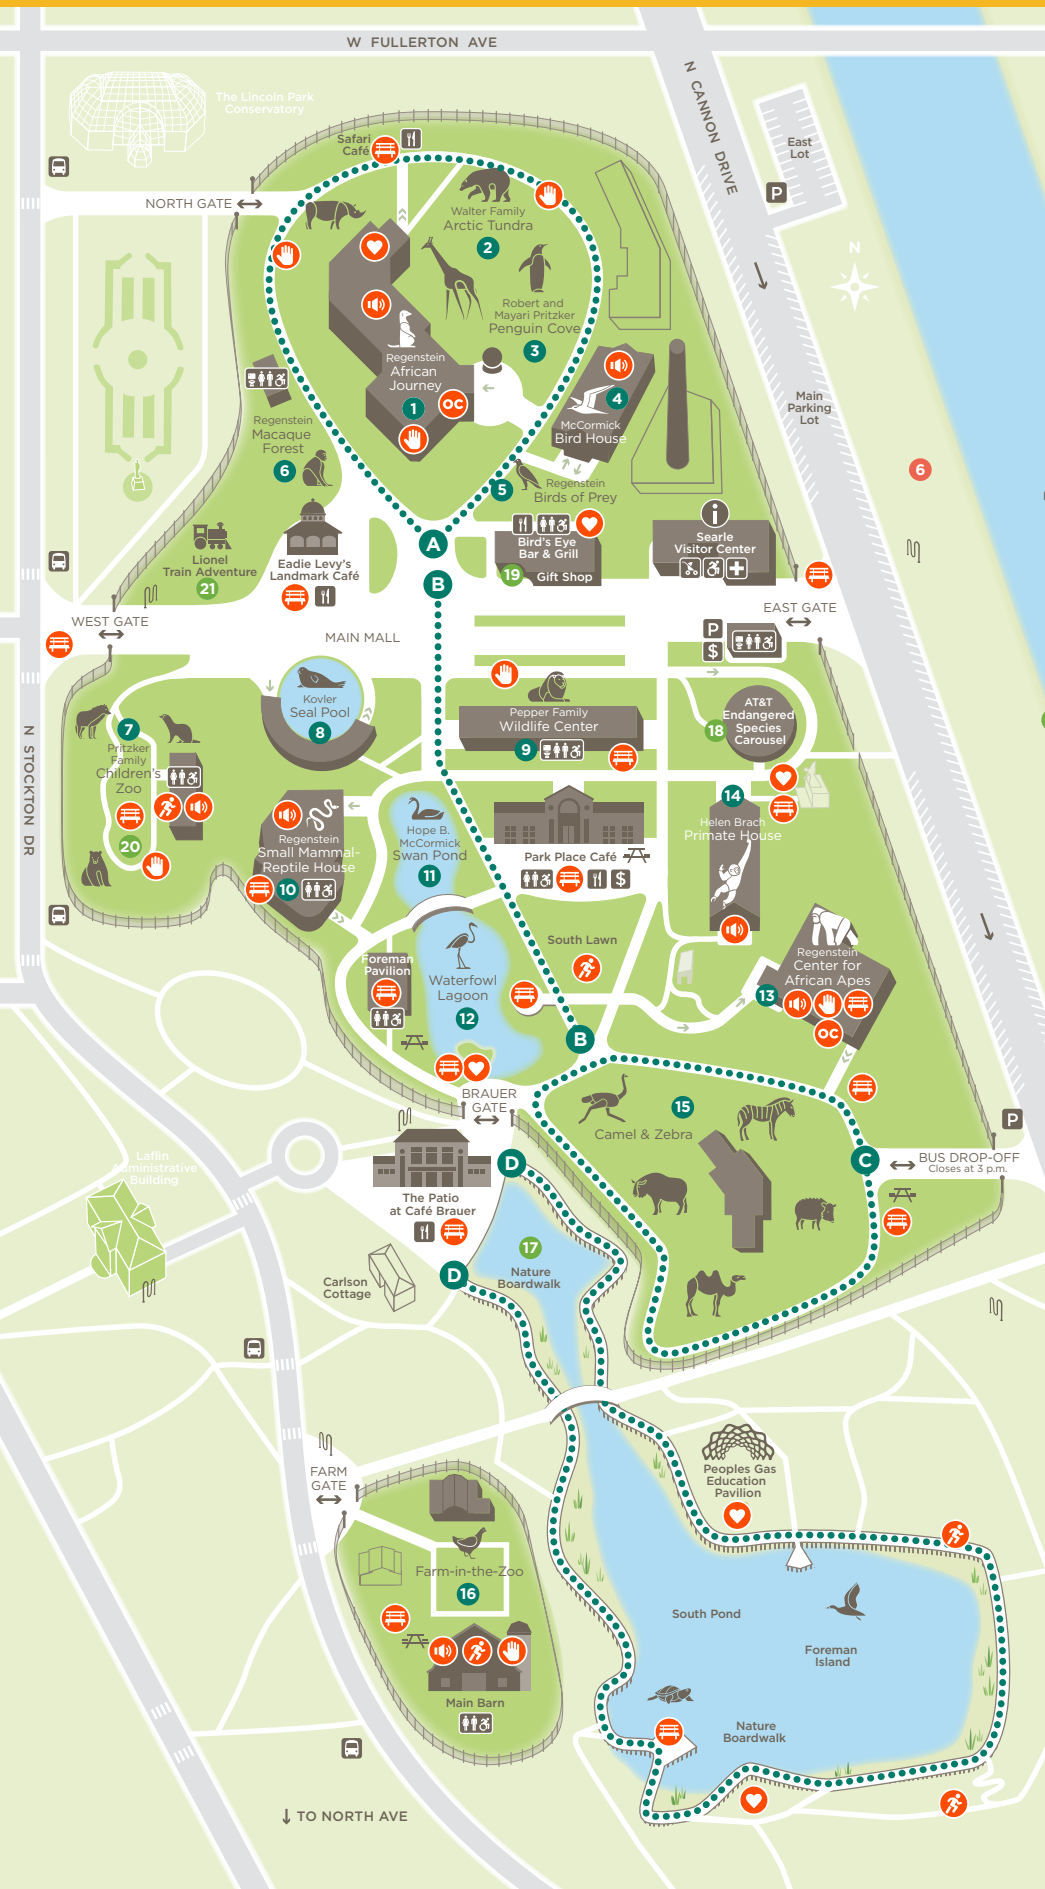 W FULLERTON AVE
N CANNON DRIVE
The Lincoln Park
Conservatory
East
Lot
P
Safari
Café
NORTH GATE
Walter Family
Arctic Tundra
2
N
Robert and
Mayari Pritzker
Penguin Cove
3
Regenstein
African
Journey
1
OC
4
McCormick
Bird House
Main
Parking
Lot
6
Regenstein
Macaque
Forest
6
5
Regenstein
Birds of Prey
A
B
Bird's Eye
Bar & Grill
19
Gift Shop
i
Searle
Visitor Center
Lionel
Train Adventure
21
Eadie Levy's
Landmark Café
WEST GATE
EAST GATE
MAIN MALL
P
$
N STOCKTON DR
Kovler
Seal Pool
8
Pepper Family
Wildlife Center
9
18
AT&T
Endangered
Species
Carousel
7
Pritzker
Family
Children's
Zoo
20
Regenstein
Small Mammal-
Reptile House
10
Hope B.
McCormick
Swan Pond
11
Park Place Café
$
14
Helen Brach
Primate House
South Lawn
Foreman
Pavilion
Waterfowl
Lagoon
12
Regenstein
Center for
African Apes
13
OC
B
BRAUER
GATE
15
Camel & Zebra
P
C
BUS DROP-OFF
Closes at 3 p.m.
Laflin
Administrative
Building
D
The Patio
at Café Brauer
17
Nature
Boardwalk
D
Carlson
Cottage
FARM
GATE
Peoples Gas
Education
Pavilion
Farm-in-the-Zoo
16
South Pond
Foreman
Island
Main Barn
Nature
Boardwalk
TO NORTH AVE